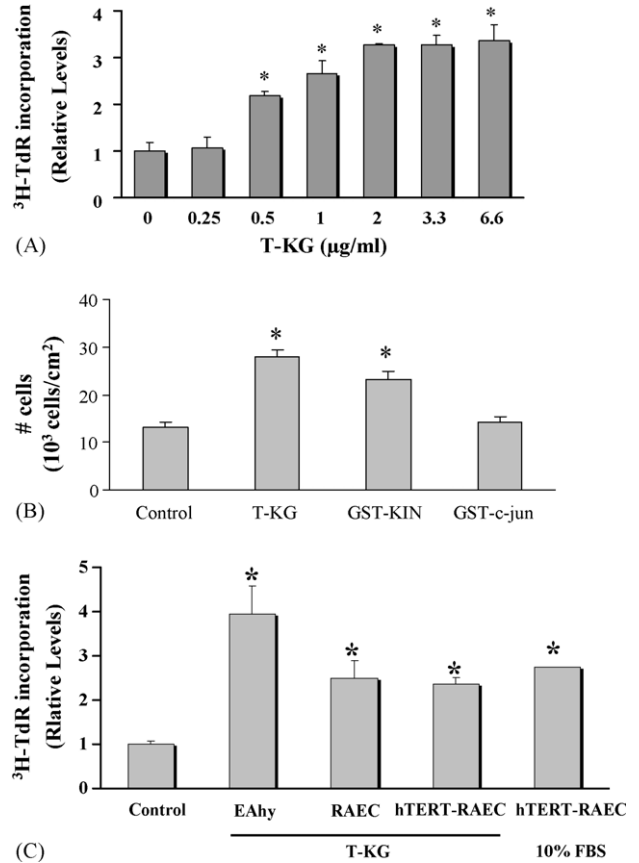 4
3
2
1
0
³H-TdR incorporation
(Relative Levels)
* * * * *
0 0.25 0.5 1 2 3.3 6.6
(A) T-KG (µg/ml)
40
30
20
10
0
# cells
(10³ cells/cm²)
* *
Control T-KG GST-KIN GST-c-jun
(B)
5
4
3
2
1
0
³H-TdR incorporation
(Rlative Levels)
* * * *
Control EAhy RAEC hTERT-RAEC hTERT-RAEC
(C) T-KG 10% FBS